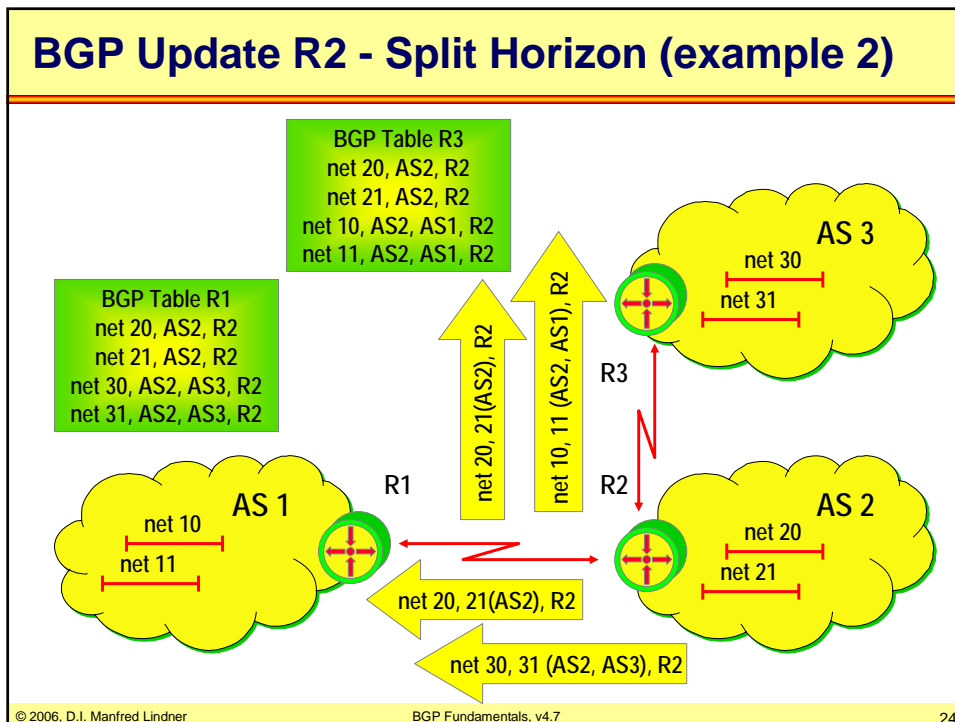 BGP Update R2 - Split Horizon (example 2)
BGP Table R3
net 20, AS2, R2
net 21, AS2, R2
net 10, AS2, AS1, R2
net 11, AS2, AS1, R2
BGP Table R1
net 20, AS2, R2
net 21, AS2, R2
net 30, AS2, AS3, R2
net 31, AS2, AS3, R2
net 20, 21(AS2), R2
net 10, 11 (AS2, AS1), R2
AS 3
net 30
net 31
R3
R1
AS 1
net 10
net 11
R2
AS 2
net 20
net 21
net 20, 21(AS2), R2
net 30, 31 (AS2, AS3), R2
© 2006, D.I. Manfred Lindner
BGP Fundamentals, v4.7
24